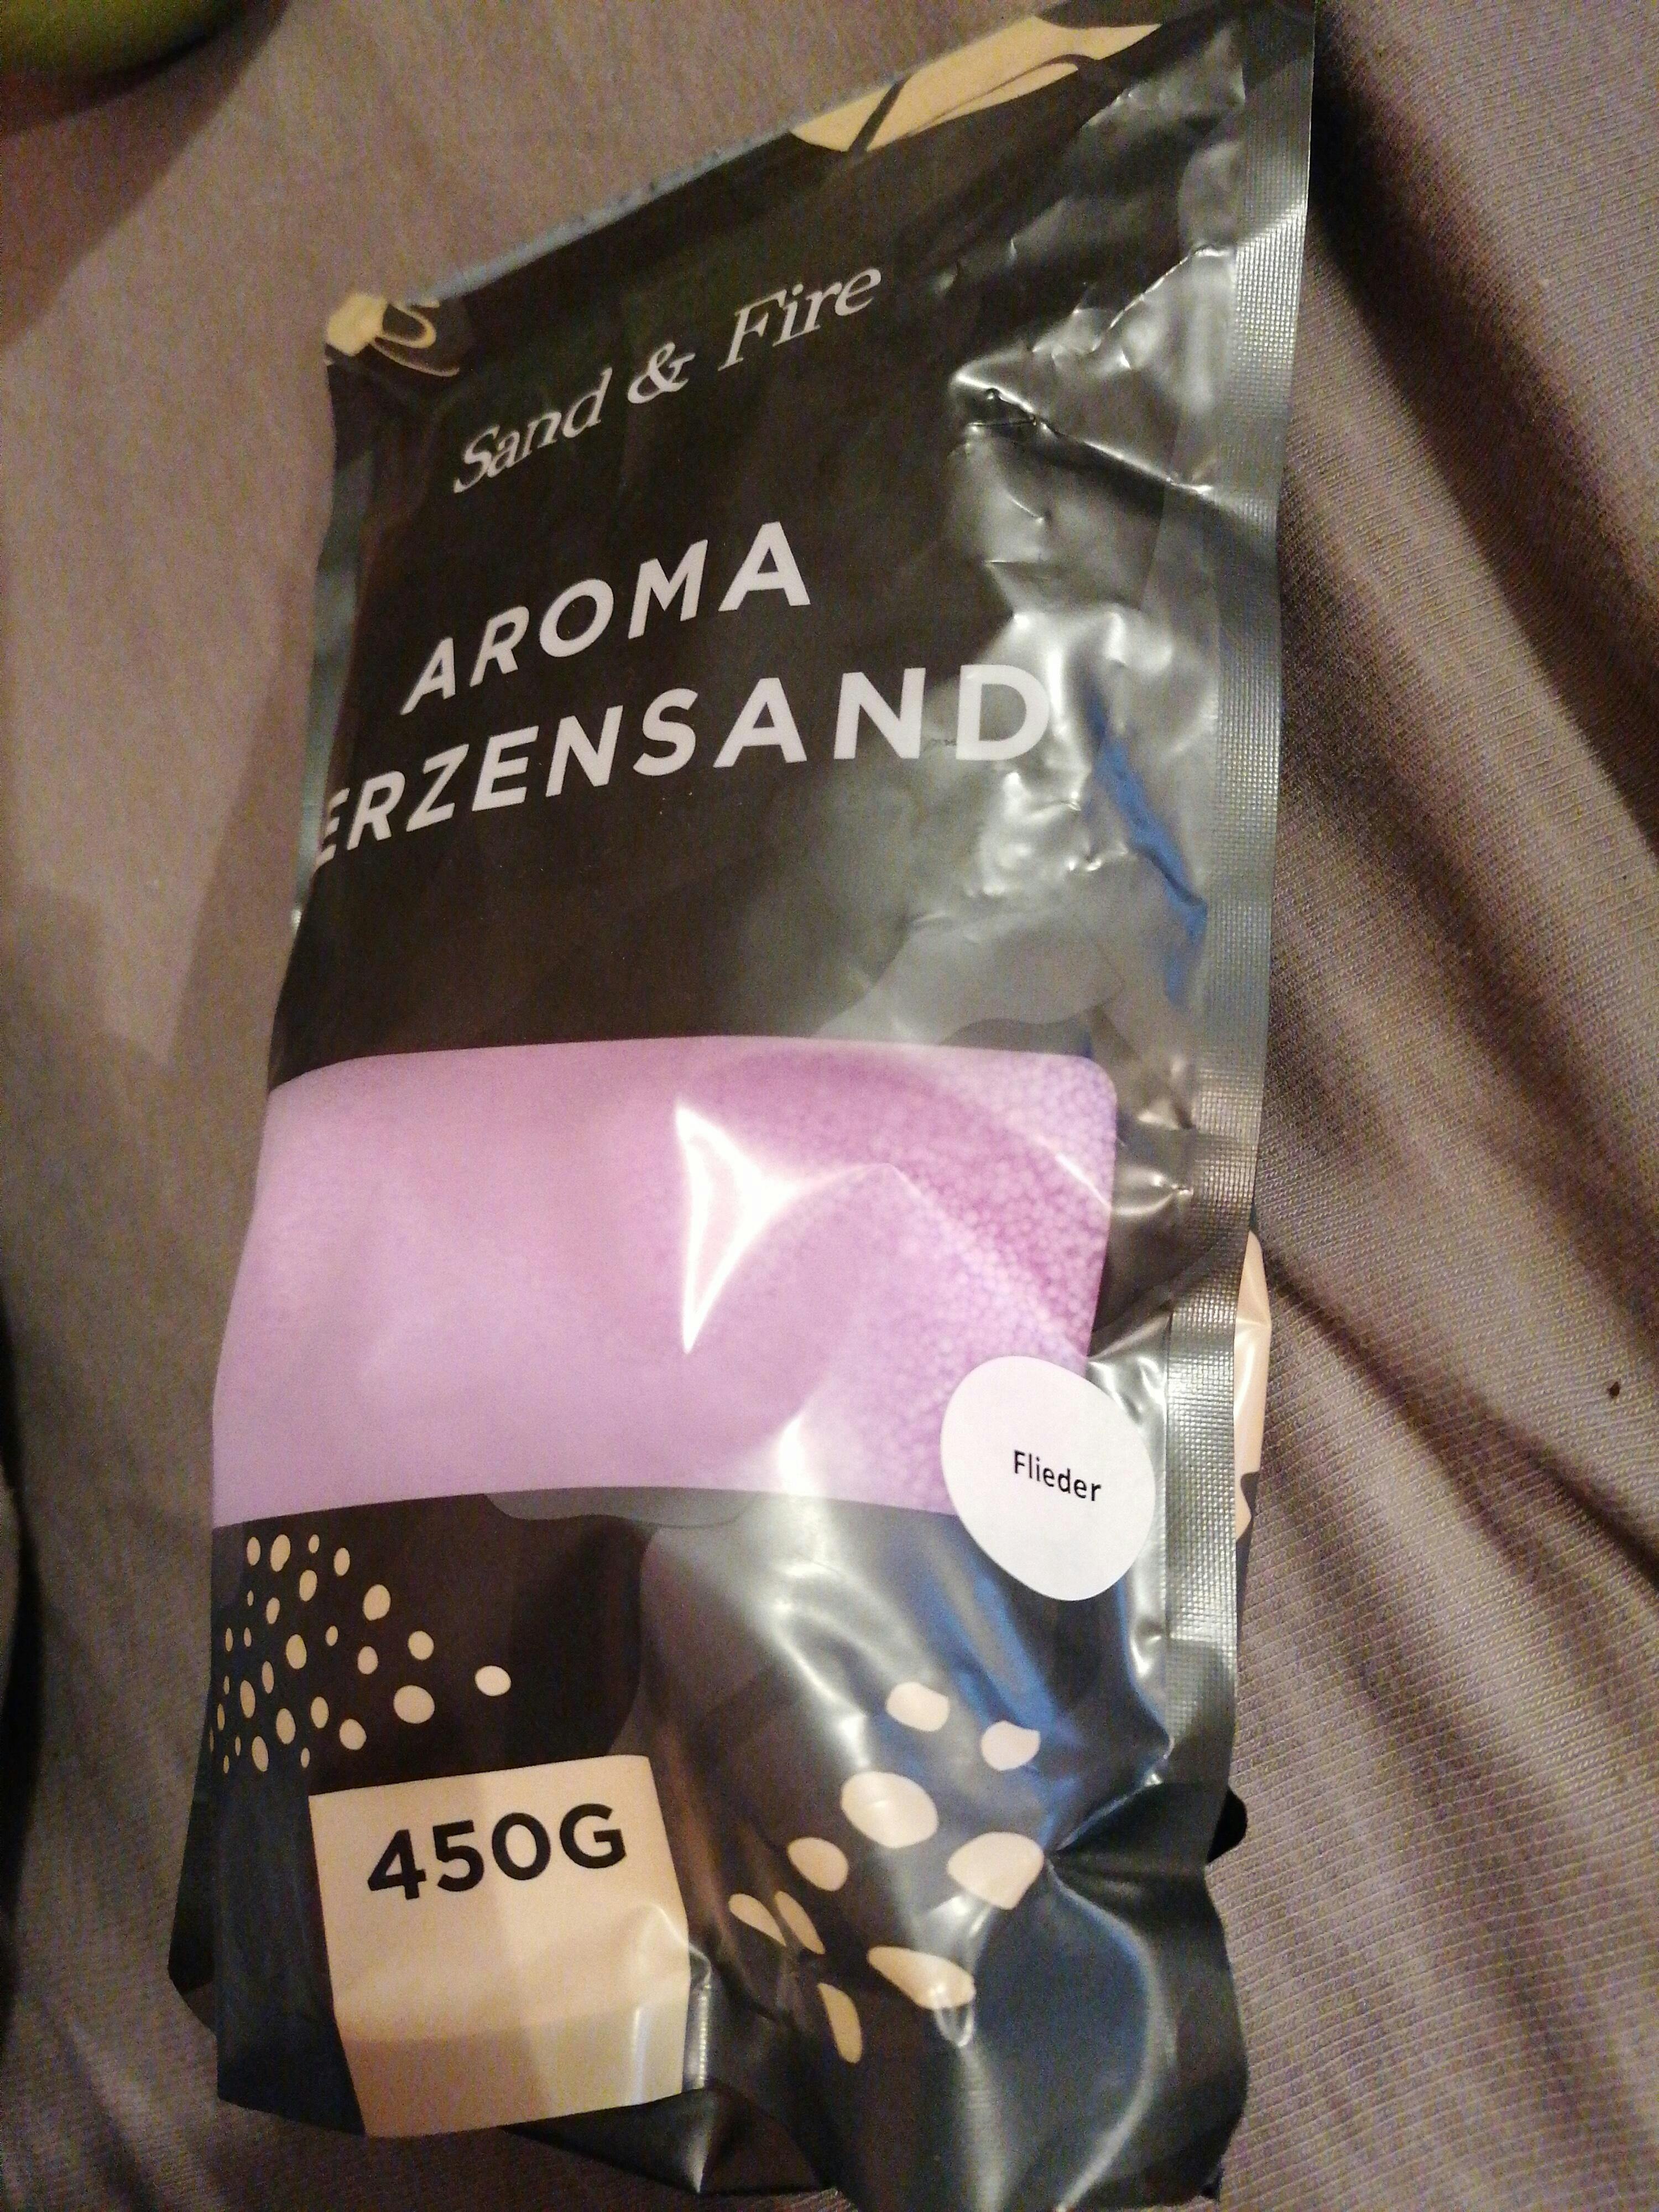 Sand & Fire
AROMA
ERZENSAND
Flieder
450G